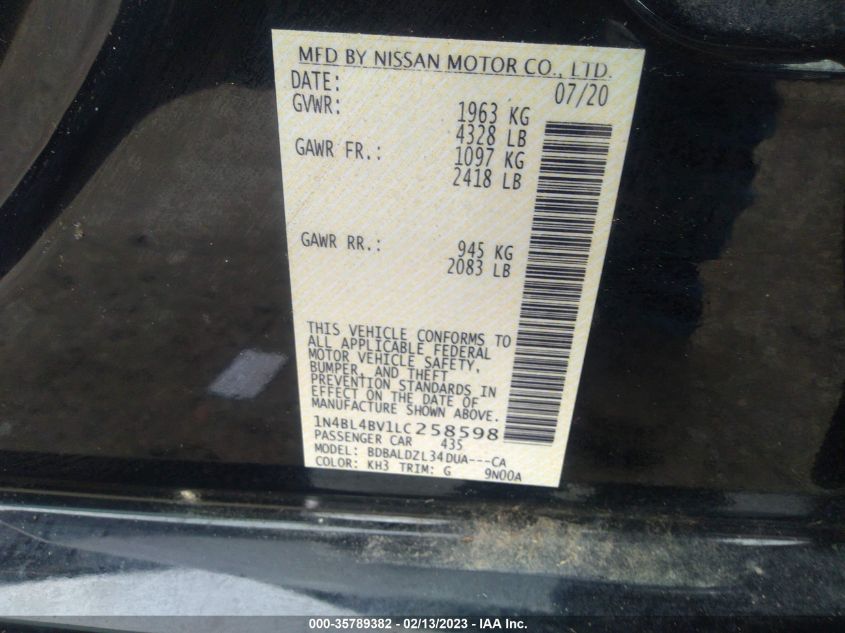 MFD BY NISSAN MOTOR CO., LTD.
DATE: 07/20
GVWR: 1963 KG
4328 LB
GAWR FR.: 1097 KG
2418 LB
GAWR RR.: 945 KG
2083 LB
THIS VEHICLE CONFORMS TO
ALL APPLICABLE FEDERAL
MOTOR VEHICLE SAFETY,
BUMPER, AND THEFT
PREVENTION STANDARDS IN
EFFECT ON THE DATE OF
MANUFACTURE SHOWN ABOVE.
1N4BL4BV1LC258598
PASSENGER CAR 435
MODEL: BDBALDZL34DUA---CA
COLOR: KH3 TRIM: G 9N00A
000-35789382 - 02/13/2023 - IAA Inc.